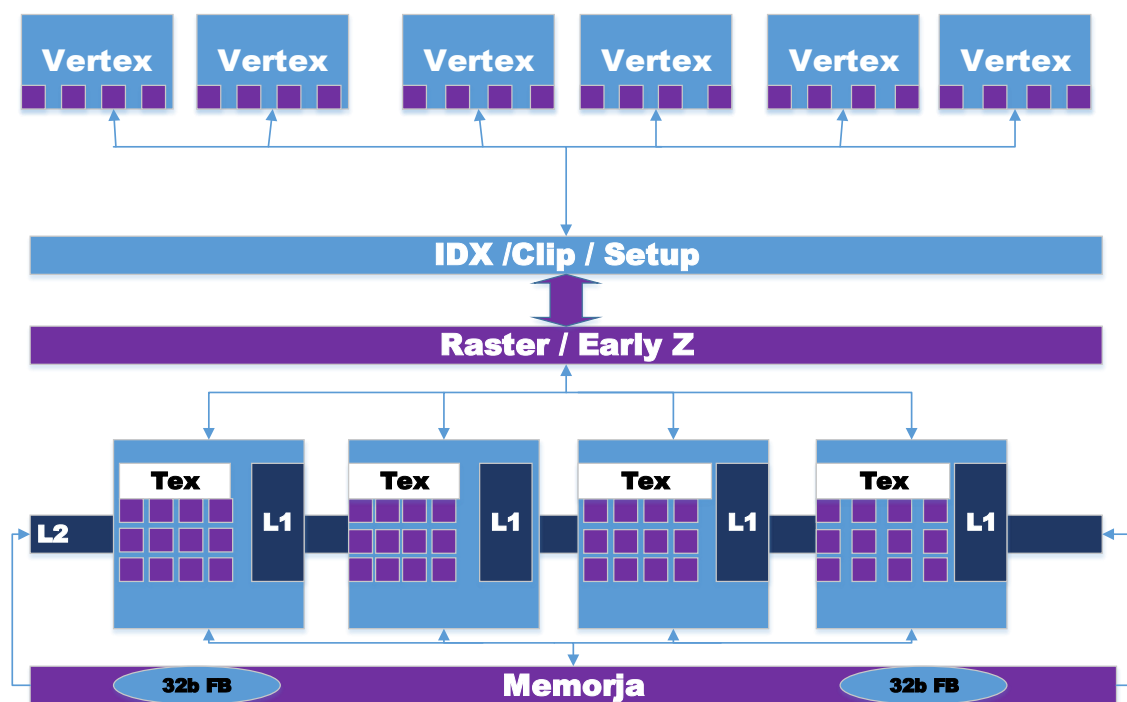 Vertex
Vertex
Vertex
Vertex
Vertex
Vertex
IDX /Clip / Setup
Raster / Early Z
Tex
Tex
Tex
Tex
L2
L1
L1
L1
L1
32b FB
Memorja
32b FB